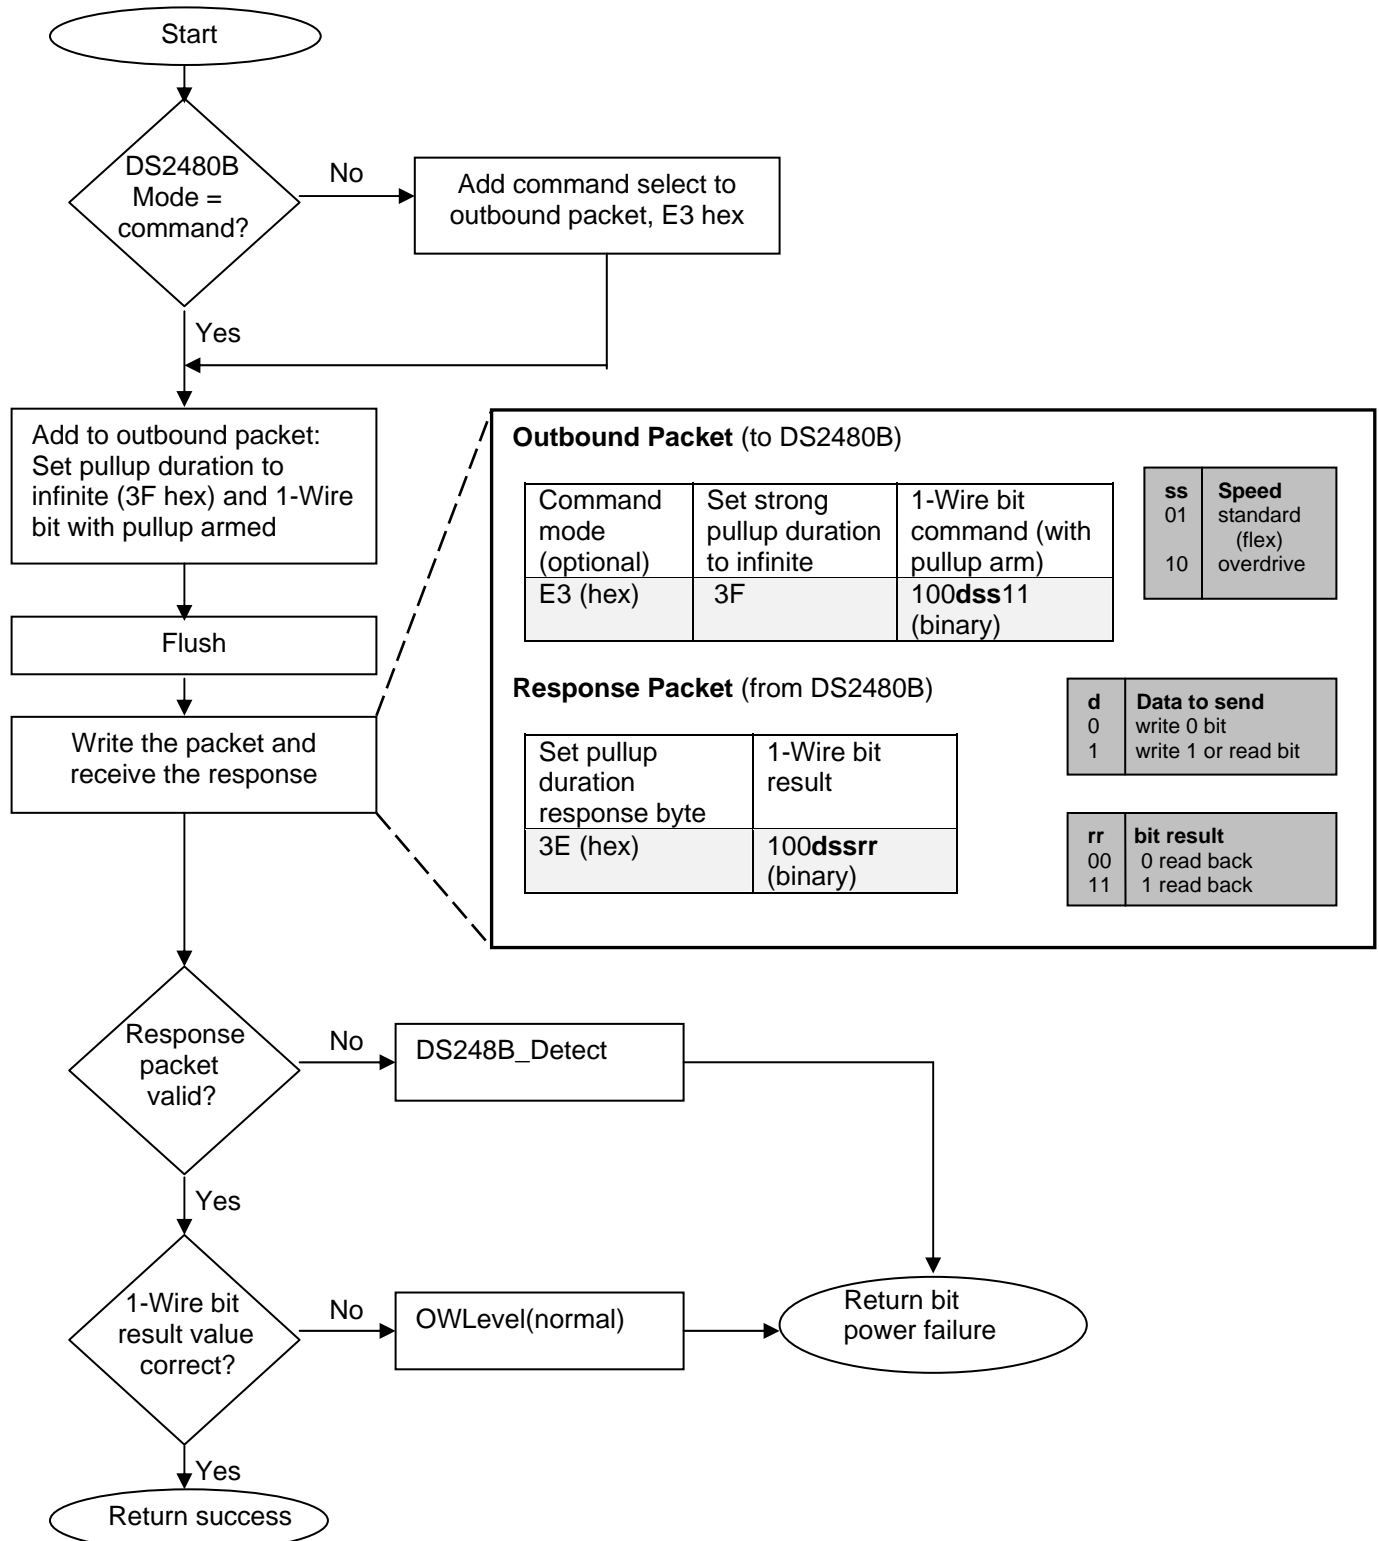 Start
DS2480B
Mode =
command?
No
Add command select to
outbound packet, E3 hex
Yes
Add to outbound packet:
Set pullup duration to
infinite (3F hex) and 1-Wire
bit with pullup armed
Flush
Write the packet and
receive the response
Outbound Packet (to DS2480B)
Command
mode
(optional)
Set strong
pullup duration
to infinite
1-Wire bit
command (with
pullup arm)
E3 (hex)
3F
100dss11
(binary)
ss Speed
01 standard
(flex)
10 overdrive
Response Packet (from DS2480B)
Set pullup
duration
response byte
1-Wire bit
result
3E (hex)
100dssrr
(binary)
d Data to send
0 write 0 bit
1 write 1 or read bit
rr bit result
00 0 read back
11 1 read back
Response
packet
valid?
No
DS248B_Detect
Yes
1-Wire bit
result value
correct?
No
OWLevel(normal)
Return bit
power failure
Yes
Return success